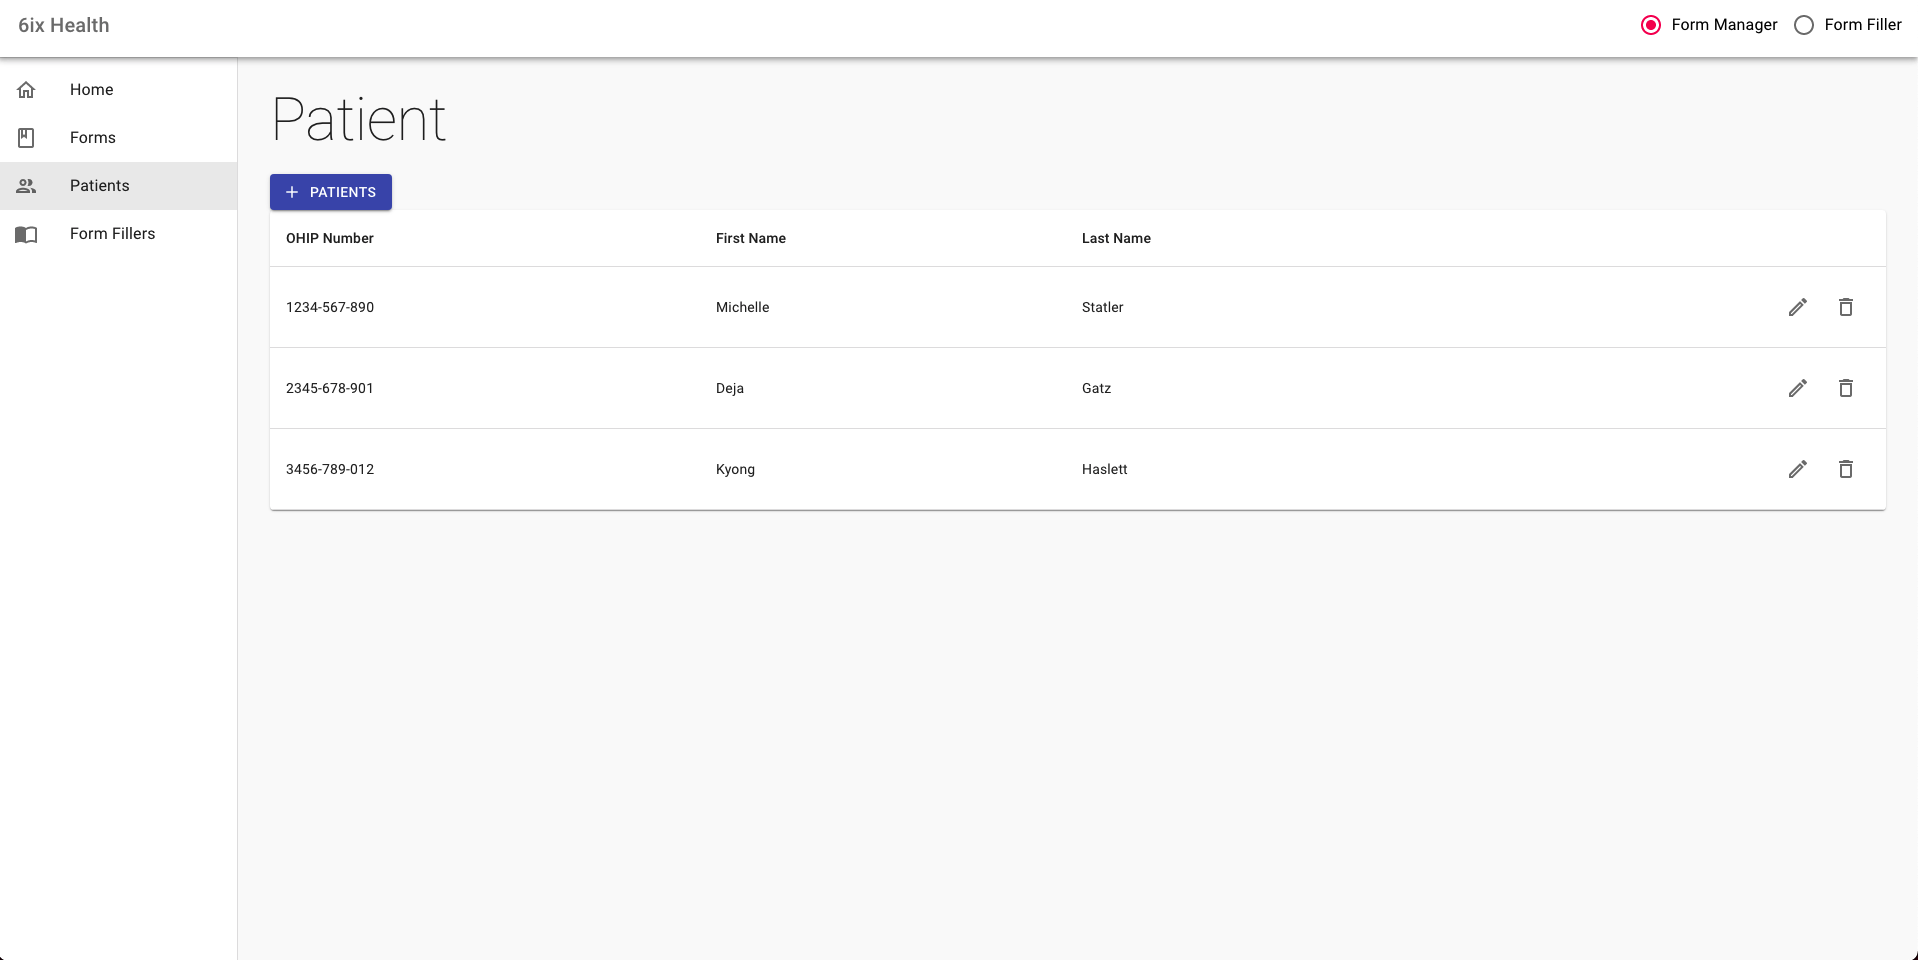 6ix Health
Form Manager Form Filler
Home
Forms
Patients
Form Fillers
Patient
PATIENTS
OHIP Number First Name Last Name
1234-567-890 Michelle Statler
2345-678-901 Deja Gatz
3456-789-012 Kyong Haslett